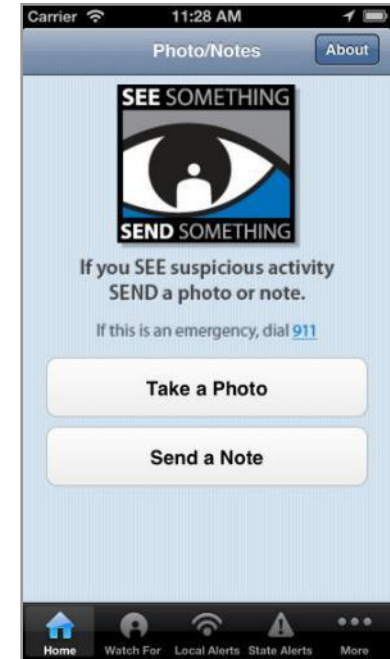 Carrier 11:28 AM
Photo/Notes About
SEE SOMETHING
SEND SOMETHING
If you SEE suspicious activity
SEND a photo or note.
If this is an emergency, dial 911
Take a Photo
Send a Note
Home Watch For Local Alerts State Alerts More